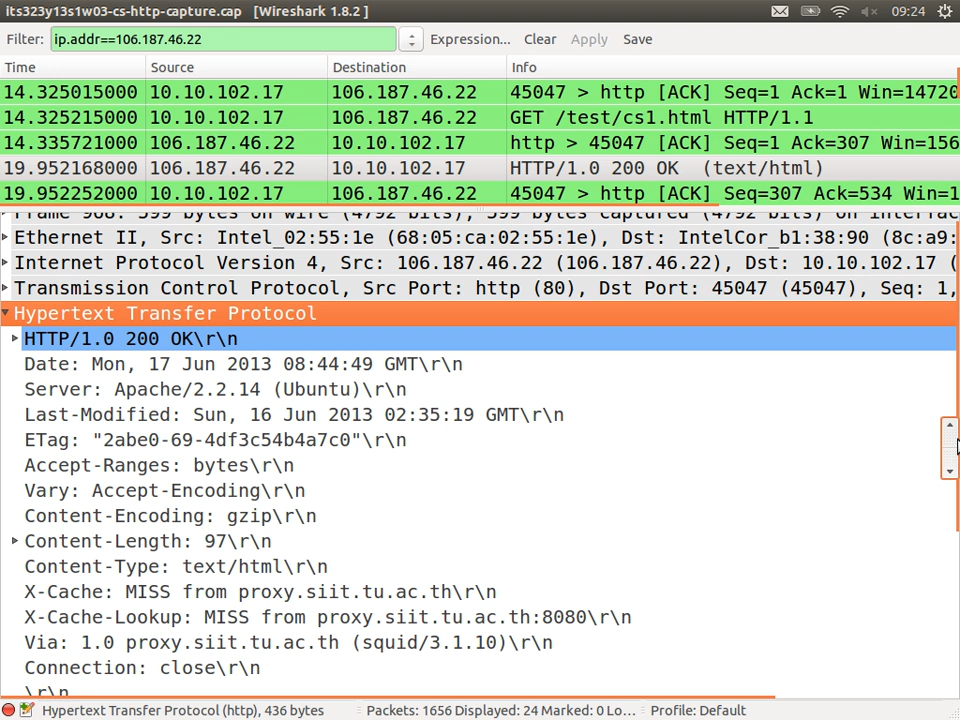 its323y13s1w03-cs-http-capture.cap [Wireshark 1.8.2 ] 09:24
Filter: ip.addr==106.187.46.22 Expression... Clear Apply Save
Time Source Destination Info
14.325015000 10.10.102.17 106.187.46.22 45047 > http [ACK] Seq=1 Ack=1 Win=14720
14.325215000 10.10.102.17 106.187.46.22 GET /test/cs1.html HTTP/1.1
14.335721000 106.187.46.22 10.10.102.17 http > 45047 [ACK] Seq=1 Ack=307 Win=156
19.952168000 106.187.46.22 10.10.102.17 HTTP/1.0 200 OK (text/html)
19.952252000 10.10.102.17 106.187.46.22 45047 > http [ACK] Seq=307 Ack=534 Win=1
bytes on wire (4792 bits), 599 bytes captured (4792 bits) on interfac
Ethernet II, Src: Intel_02:55:1e (68:05:ca:02:55:1e), Dst: IntelCor_b1:38:90 (8c:a9:
Internet Protocol Version 4, Src: 106.187.46.22 (106.187.46.22), Dst: 10.10.102.17 (
Transmission Control Protocol, Src Port: http (80), Dst Port: 45047 (45047), Seq: 1,
Hypertext Transfer Protocol
HTTP/1.0 200 OK\r\n
Date: Mon, 17 Jun 2013 08:44:49 GMT\r\n
Server: Apache/2.2.14 (Ubuntu)\r\n
Last-Modified: Sun, 16 Jun 2013 02:35:19 GMT\r\n
ETag: "2abe0-69-4df3c54b4a7c0"\r\n
Accept-Ranges: bytes\r\n
Vary: Accept-Encoding\r\n
Content-Encoding: gzip\r\n
Content-Length: 97\r\n
Content-Type: text/html\r\n
X-Cache: MISS from proxy.siit.tu.ac.th\r\n
X-Cache-Lookup: MISS from proxy.siit.tu.ac.th:8080\r\n
Via: 1.0 proxy.siit.tu.ac.th (squid/3.1.10)\r\n
Connection: close\r\n
\r\n
Hypertext Transfer Protocol (http), 436 bytes Packets: 1656 Displayed: 24 Marked: 0 Lo... Profile: Default